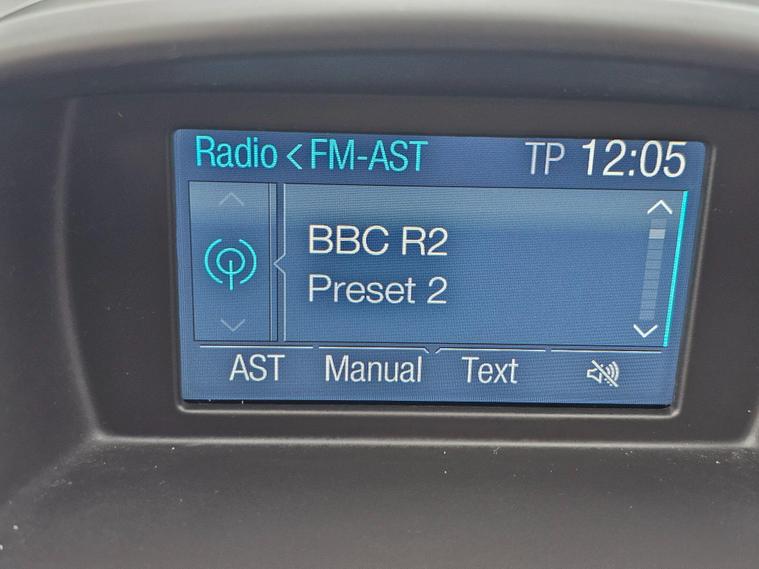 Radio < FM-AST TP 12:05
BBC R2
Preset 2
AST Manual Text